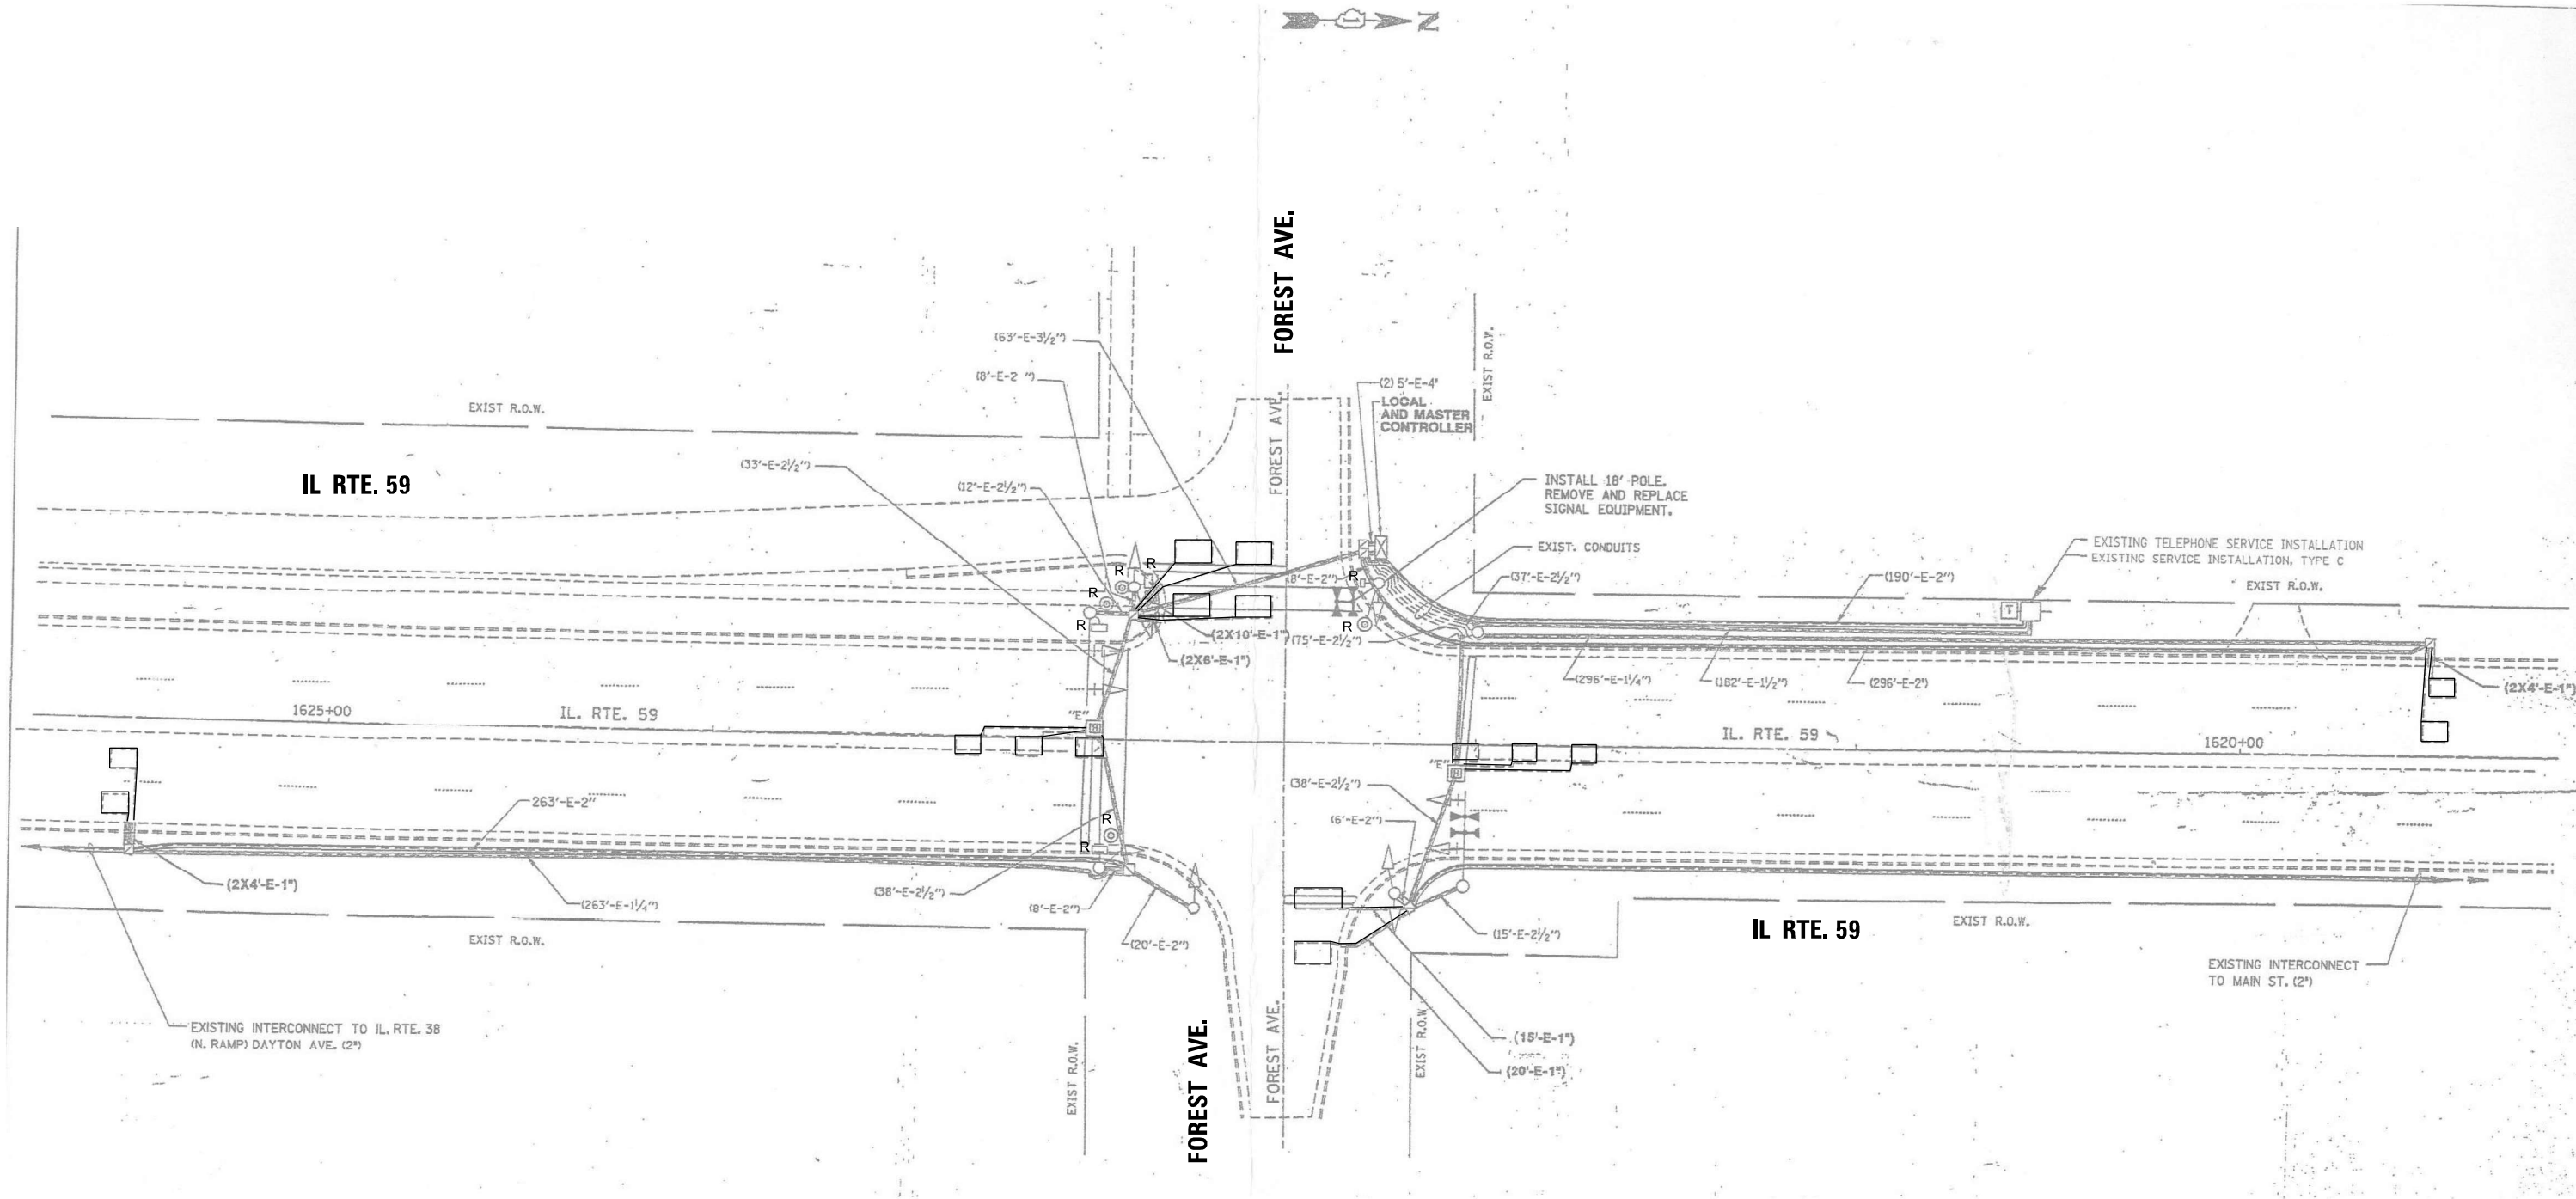 N
FOREST AVE.
(63'-E-3½")
(8'-E-2 ")
(33'-E-2½")
(12'-E-2½")
EXIST R.O.W.
IL RTE. 59
FOREST AVE.
EXIST R.O.W.
(2) 5'-E-4"
LOCAL
AND MASTER
CONTROLLER
INSTALL 18' POLE.
REMOVE AND REPLACE
SIGNAL EQUIPMENT.
EXIST. CONDUITS
EXISTING TELEPHONE SERVICE INSTALLATION
EXISTING SERVICE INSTALLATION, TYPE C
EXIST R.O.W.
R
R
R
R
R
R
(8'-E-2")
(37'-E-2½")
(190'-E-2")
T
(2X10'-E-1")
(75'-E-2½")
(2X6'-E-1")
(296'-E-1¼")
(182'-E-1½")
(296'-E-2")
(2X4'-E-1")
1625+00
IL. RTE. 59
"E"
IL. RTE. 59
1620+00
"E"
263'-E-2"
(38'-E-2½")
(6'-E-2")
R
R
(2X4'-E-1")
(263'-E-1¼")
(38'-E-2½")
(8'-E-2")
(20'-E-2")
(15'-E-2½")
IL RTE. 59
EXIST R.O.W.
EXIST R.O.W.
EXISTING INTERCONNECT
TO MAIN ST. (2")
EXISTING INTERCONNECT TO IL. RTE. 38
(N. RAMP) DAYTON AVE. (2")
EXIST R.O.W.
FOREST AVE.
FOREST AVE.
EXIST R.O.W
(15'-E-1")
(20'-E-1")